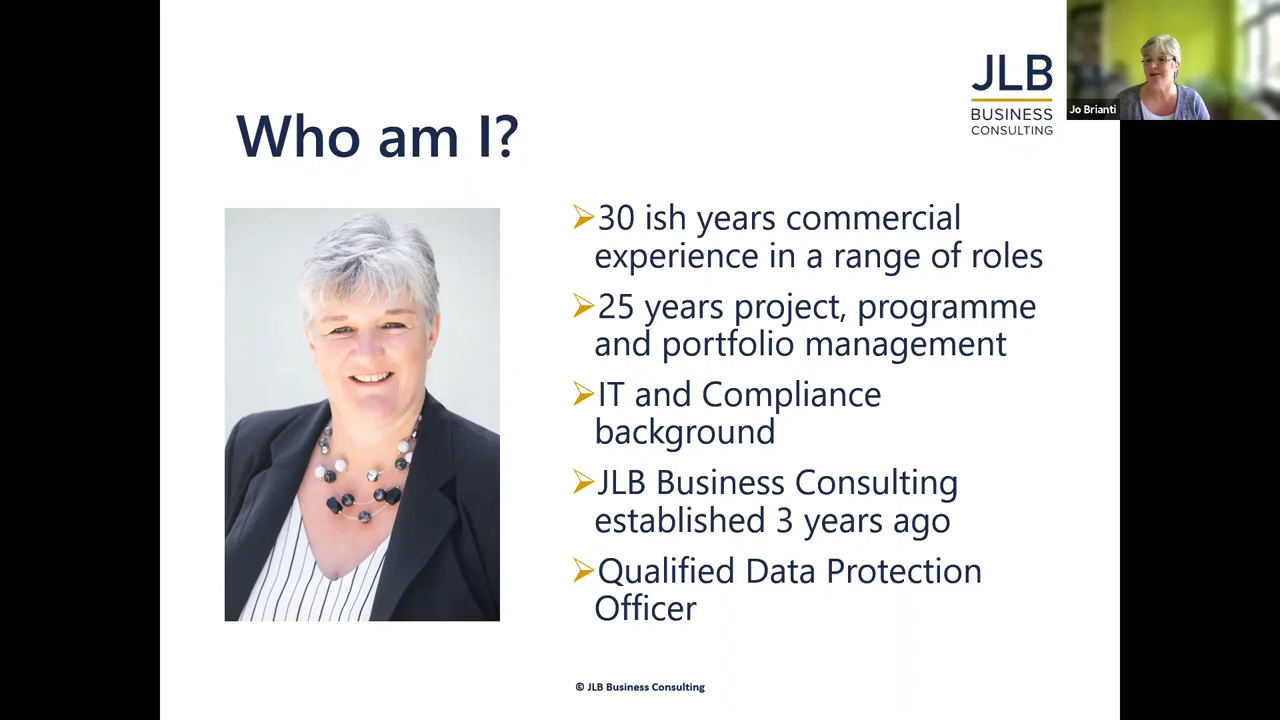 JLB
BUSINESS
CONSULTING
Jo Brianti
Who am I?
30 ish years commercial
experience in a range of roles
25 years project, programme
and portfolio management
IT and Compliance
background
JLB Business Consulting
established 3 years ago
Qualified Data Protection
Officer
© JLB Business Consulting